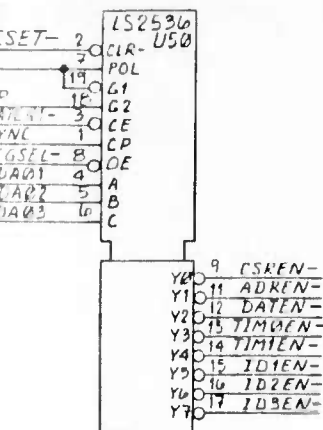 LS2536
U50
CLR-
POL
G1
G2
CE
CP
OE
A
B
C
2
7
19
18
3
1
8
4
5
6
Y0 9 CSREN-
Y1 11 ADREN-
Y2 12 DATEN-
Y3 13 TIM0EN-
Y4 14 TIM1EN-
Y5 15 ID1EN-
Y6 16 ID2EN-
Y7 17 ID3EN-